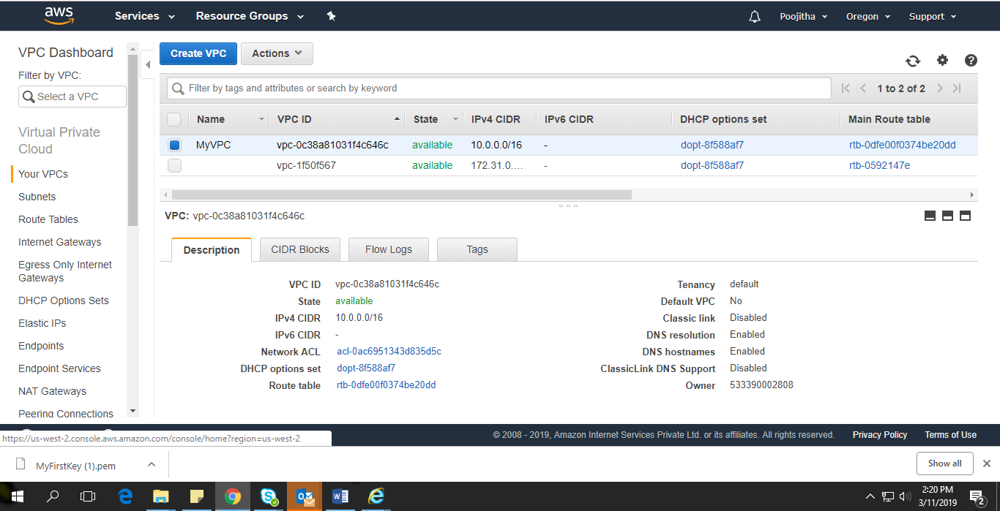 aws Services Resource Groups Poojitha Oregon Support
VPC Dashboard
Filter by VPC:
Select a VPC
Virtual Private
Cloud
Your VPCs
Subnets
Route Tables
Internet Gateways
Egress Only Internet
Gateways
DHCP Options Sets
Elastic IPs
Endpoints
Endpoint Services
NAT Gateways
Peering Connections
Create VPC Actions
Filter by tags and attributes or search by keyword 1 to 2 of 2
Name VPC ID State IPv4 CIDR IPv6 CIDR DHCP options set Main Route table
MyVPC vpc-0c38a81031f4c646c available 10.0.0.0/16 - dopt-8f588af7 rtb-0dfe00f0374be20dd
vpc-1f50f567 available 172.31.0.... - dopt-8f588af7 rtb-0592147e
VPC: vpc-0c38a81031f4c646c
Description CIDR Blocks Flow Logs Tags
VPC ID vpc-0c38a81031f4c646c
State available
IPv4 CIDR 10.0.0.0/16
IPv6 CIDR -
Network ACL acl-0ac6951343d835d5c
DHCP options set dopt-8f588af7
Route table rtb-0dfe00f0374be20dd
Tenancy default
Default VPC No
Classic link Disabled
DNS resolution Enabled
DNS hostnames Enabled
ClassicLink DNS Support Disabled
Owner 533390002808
© 2008 - 2019, Amazon Internet Services Private Ltd. or its affiliates. All rights reserved. Privacy Policy Terms of Use
https://us-west-2.console.aws.amazon.com/console/home?region=us-west-2
MyFirstKey (1).pem Show all
2:20 PM
3/11/2019
2